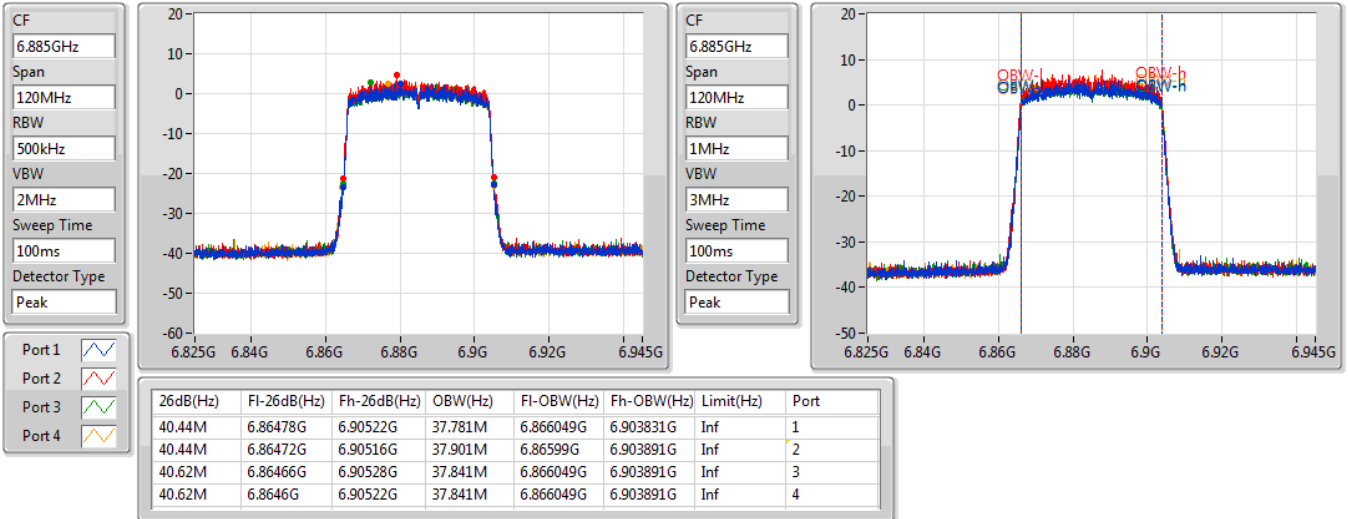 CF
6.885GHz
Span
120MHz
RBW
500kHz
VBW
2MHz
Sweep Time
100ms
Detector Type
Peak
20
10
0
-10
-20
-30
-40
-50
-60
6.825G 6.84G 6.86G 6.88G 6.9G 6.92G 6.945G
CF
6.885GHz
Span
120MHz
RBW
1MHz
VBW
3MHz
Sweep Time
100ms
Detector Type
Peak
20
10
0
-10
-20
-30
-40
-50
OBW-h
OBW-h
6.825G 6.84G 6.86G 6.88G 6.9G 6.92G 6.945G
Port 1
Port 2
Port 3
Port 4
26dB(Hz) Fl-26dB(Hz) Fh-26dB(Hz) OBW(Hz) Fl-OBW(Hz) Fh-OBW(Hz) Limit(Hz) Port
40.44M 6.86478G 6.90522G 37.781M 6.866049G 6.903831G Inf 1
40.44M 6.86472G 6.90516G 37.901M 6.86599G 6.903891G Inf 2
40.62M 6.86466G 6.90528G 37.841M 6.866049G 6.903891G Inf 3
40.62M 6.8646G 6.90522G 37.841M 6.866049G 6.903891G Inf 4